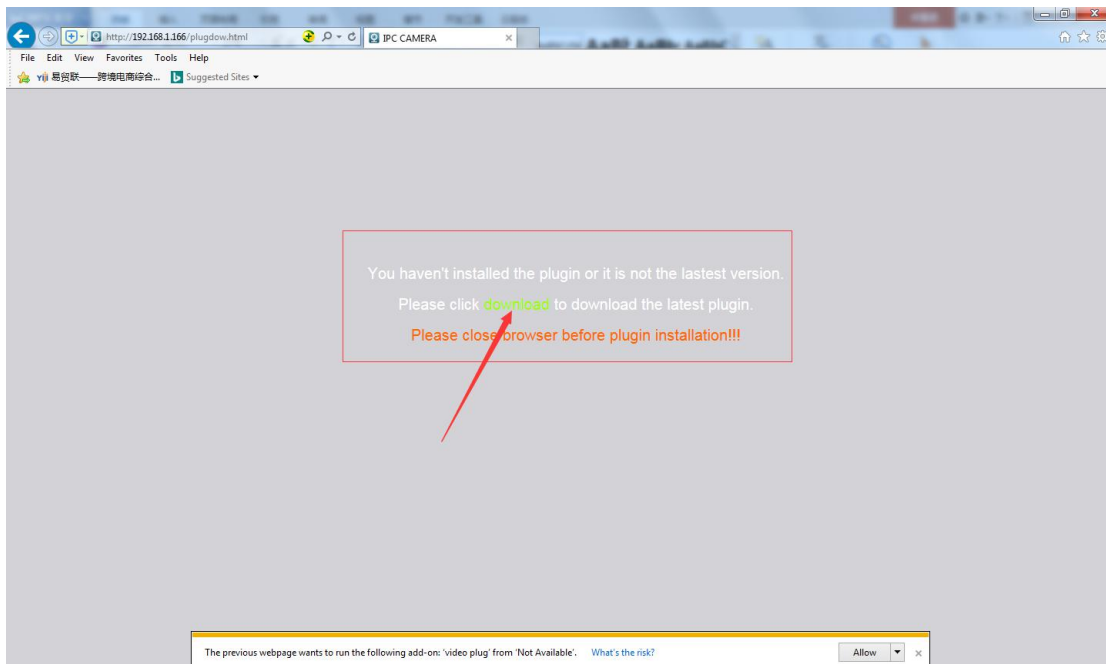 http://192.168.1.166/plugdow.html
IPC CAMERA
File Edit View Favorites Tools Help
易贸联——跨境电商综合... Suggested Sites
You haven't installed the plugin or it is not the lastest version.
Please click download to download the latest plugin.
Please close browser before plugin installation!!!
The previous webpage wants to run the following add-on: 'video plug' from 'Not Available'. What's the risk? Allow